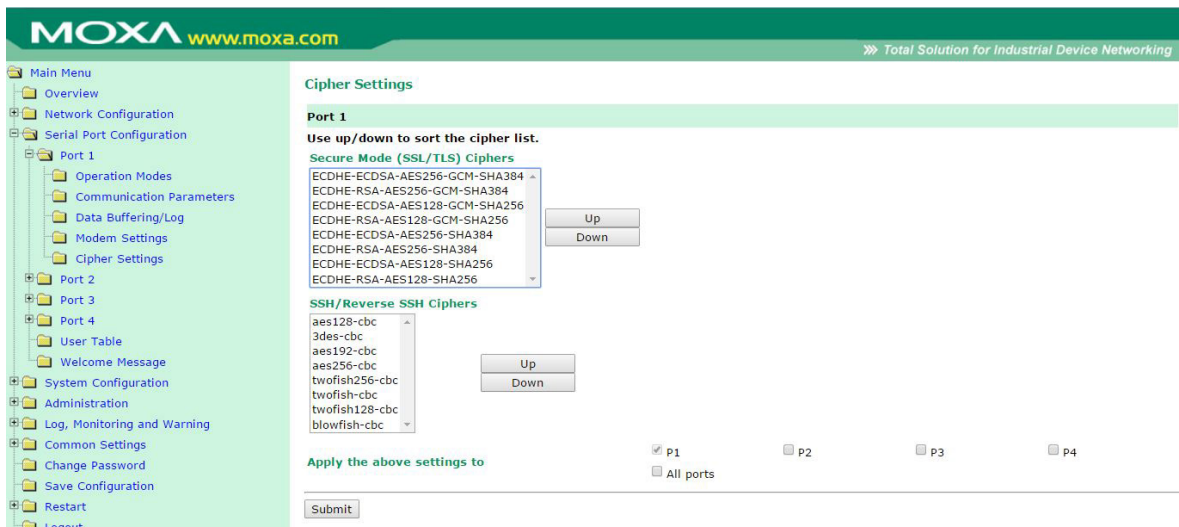 MOXA www.moxa.com
Total Solution for Industrial Device Networking
Main Menu
Overview
Network Configuration
Serial Port Configuration
Port 1
Operation Modes
Communication Parameters
Data Buffering/Log
Modem Settings
Cipher Settings
Port 2
Port 3
Port 4
User Table
Welcome Message
System Configuration
Administration
Log, Monitoring and Warning
Common Settings
Change Password
Save Configuration
Restart
Logout
Cipher Settings
Port 1
Use up/down to sort the cipher list.
Secure Mode (SSL/TLS) Ciphers
ECDHE-ECDSA-AES256-GCM-SHA384
ECDHE-RSA-AES256-GCM-SHA384
ECDHE-ECDSA-AES128-GCM-SHA256
ECDHE-RSA-AES128-GCM-SHA256
ECDHE-ECDSA-AES256-SHA384
ECDHE-RSA-AES256-SHA384
ECDHE-ECDSA-AES128-SHA256
ECDHE-RSA-AES128-SHA256
Up
Down
SSH/Reverse SSH Ciphers
aes128-cbc
3des-cbc
aes192-cbc
aes256-cbc
twofish256-cbc
twofish-cbc
twofish128-cbc
blowfish-cbc
Up
Down
Apply the above settings to
P1 P2 P3 P4
All ports
Submit